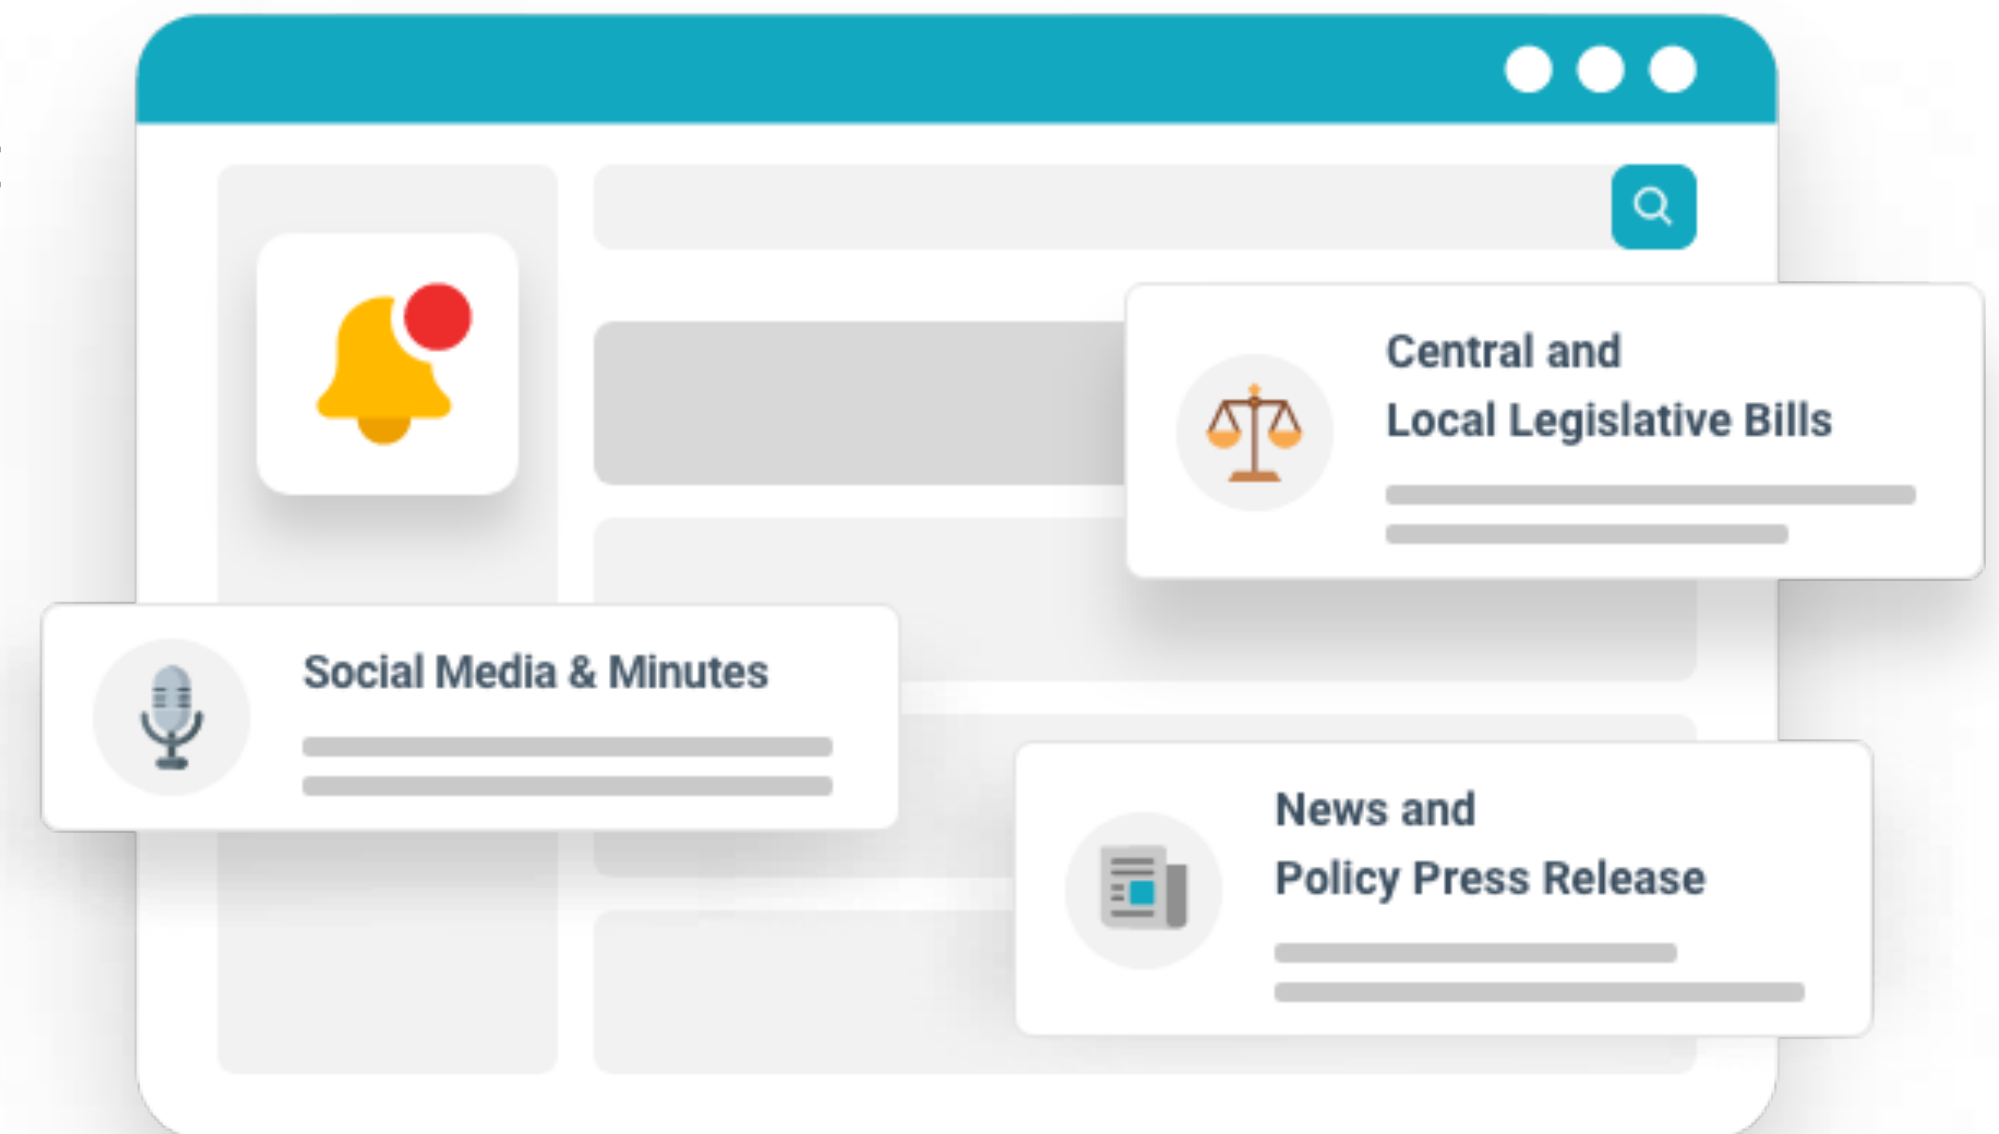 Central and
Local Legislative Bills
Social Media & Minutes
News and
Policy Press Release